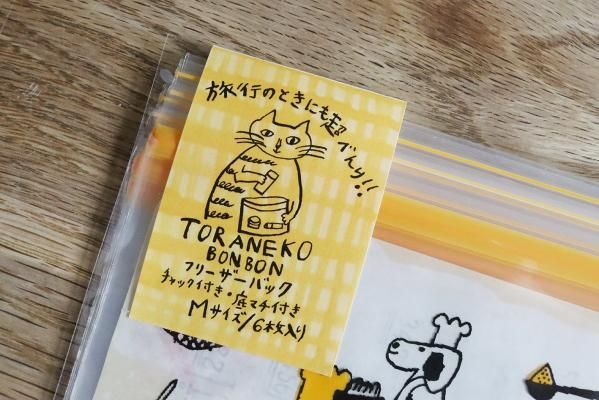 旅行のときにも超
べんり!!
TORANEKO
BONBON
フリーザーバック
チャック付き・底マチ付き
Mサイズ/6枚入り